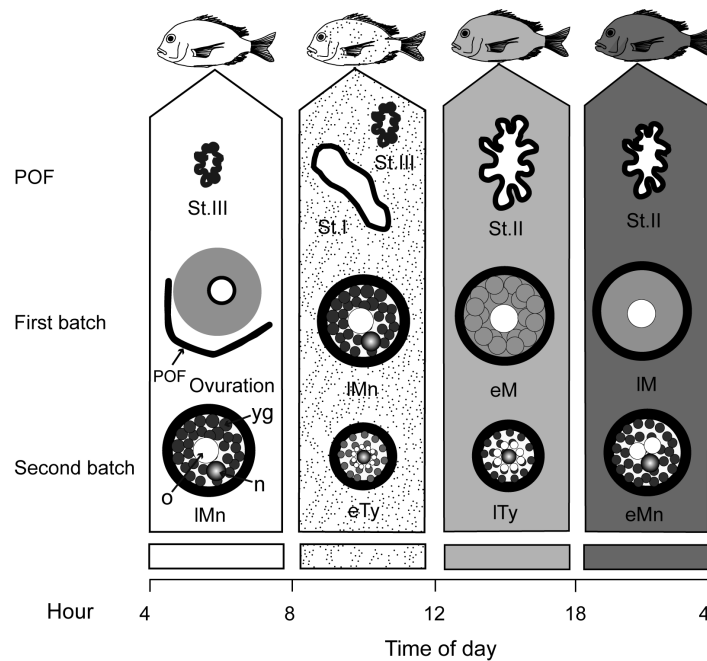 POF
St.III
St.III
St.I
St.II
St.II
First batch
POF
Ovuration
lMn
eM
lM
Second batch
yg
o
n
lMn
eTy
lTy
eMn
Hour
4
8
12
18
4
Time of day